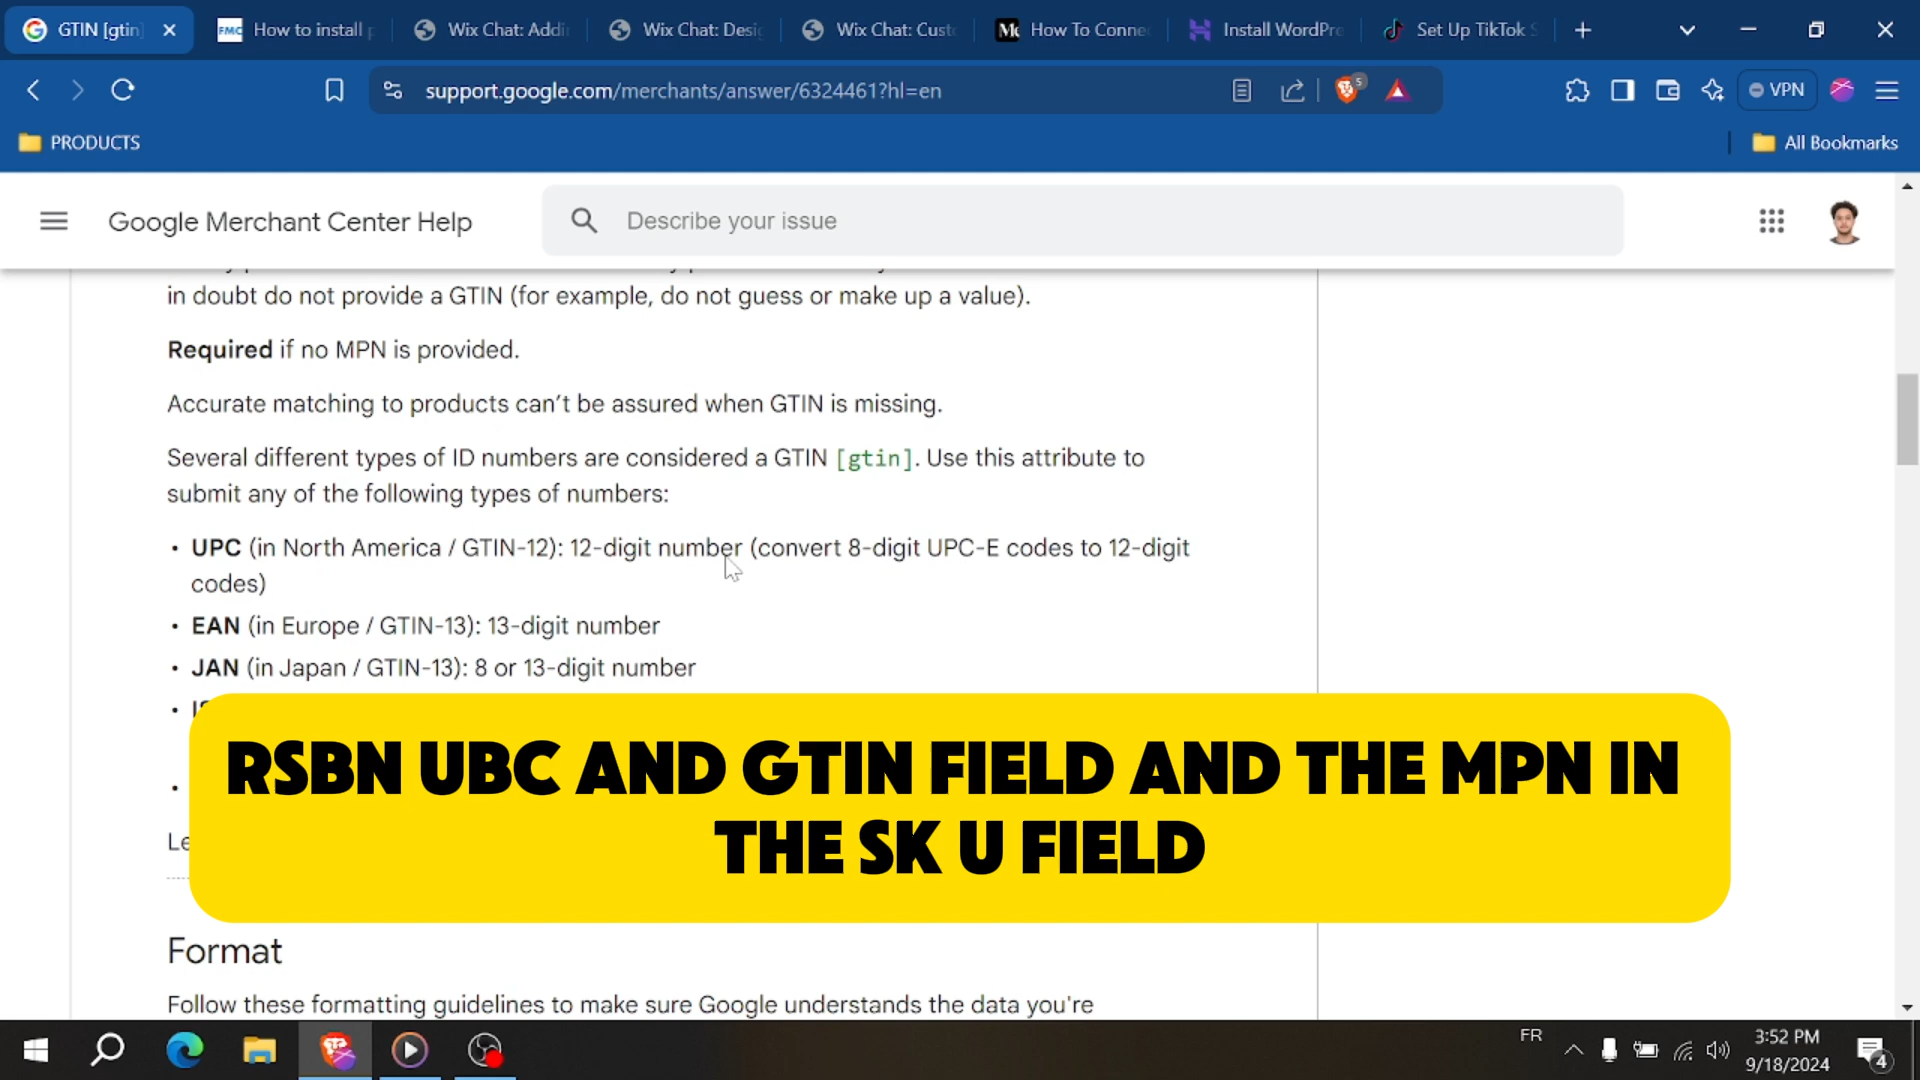 GTIN [gtin]
How to install p
Wix Chat: Addi
Wix Chat: Desi
Wix Chat: Cust
How To Connec
Install WordPr
Set Up TikTok S
support.google.com/merchants/answer/6324461?hl=en
5
VPN
PRODUCTS
All Bookmarks
Google Merchant Center Help
Describe your issue
in doubt do not provide a GTIN (for example, do not guess or make up a value).
Required if no MPN is provided.
Accurate matching to products can't be assured when GTIN is missing.
Several different types of ID numbers are considered a GTIN [gtin]. Use this attribute to
submit any of the following types of numbers:
• UPC (in North America / GTIN-12): 12-digit number (convert 8-digit UPC-E codes to 12-digit
codes)
• EAN (in Europe / GTIN-13): 13-digit number
• JAN (in Japan / GTIN-13): 8 or 13-digit number
RSBN UBC AND GTIN FIELD AND THE MPN IN
THE SK U FIELD
Le
Format
Follow these formatting guidelines to make sure Google understands the data you're
FR
3:52 PM
9/18/2024
4